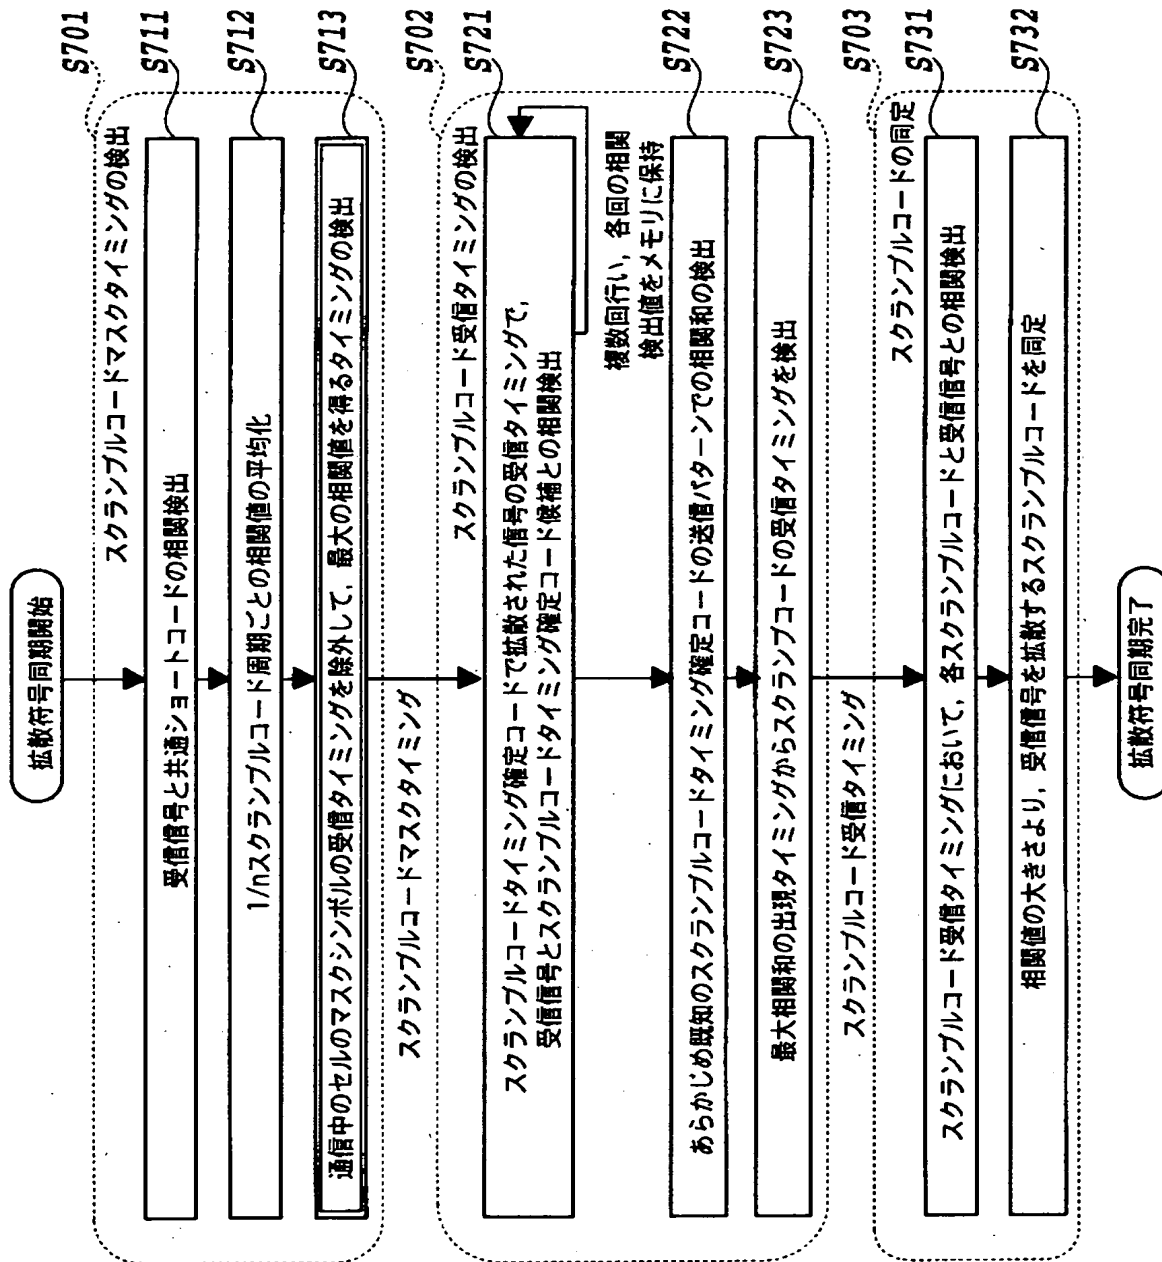 拡散符号同期開始
S701
スクランブルコードマスクタイミングの検出
S711
受信信号と共通ショートコードの相関検出
S712
1/nスクランブルコード周期ごとの相関値の平均化
S713
通信中のセルのマスクシンボルの受信タイミングを除外して，最大の相関値を得るタイミングの検出
スクランブルコードマスクタイミング
S702
スクランブルコード受信タイミングの検出
S721
スクランブルコードタイミング確定コードで拡散された信号の受信タイミングで，
受信信号とスクランブルコードタイミング確定コード候補との相関検出
複数回行い，各回の相関
検出値をメモリに保持
S722
あらかじめ既知のスクランブルコードタイミング確定コードの送信パターンでの相関和の検出
S723
最大相関和の出現タイミングからスクランブコードの受信タイミングを検出
スクランブルコード受信タイミング
S703
スクランブルコードの同定
S731
スクランブルコード受信タイミングにおいて，各スクランブルコードと受信信号との相関検出
S732
相関値の大きさより，受信信号を拡散するスクランブルコードを同定
拡散符号同期完了